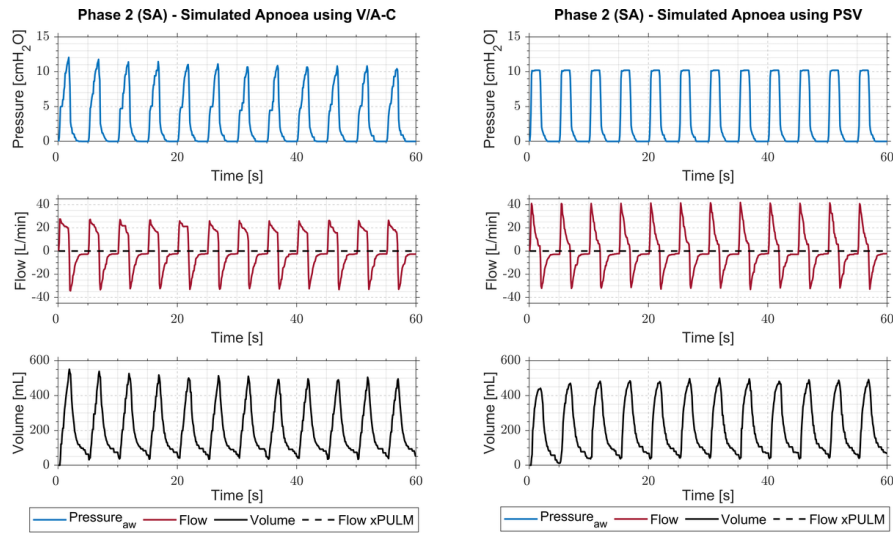 Phase 2 (SA) - Simulated Apnoea using V/A-C
Pressure [cmH2O]
15
10
5
0
0 20 40 60
Time [s]
Flow [L/min]
40
20
0
-20
-40
0 20 40 60
Time [s]
Volume [mL]
600
400
200
0
0 20 40 60
Time [s]
Pressure aw Flow Volume Flow xPULM
Phase 2 (SA) - Simulated Apnoea using PSV
Pressure [cmH2O]
15
10
5
0
0 20 40 60
Time [s]
Flow [L/min]
40
20
0
-20
-40
0 20 40 60
Time [s]
Volume [mL]
600
400
200
0
0 20 40 60
Time [s]
Pressure aw Flow Volume Flow xPULM